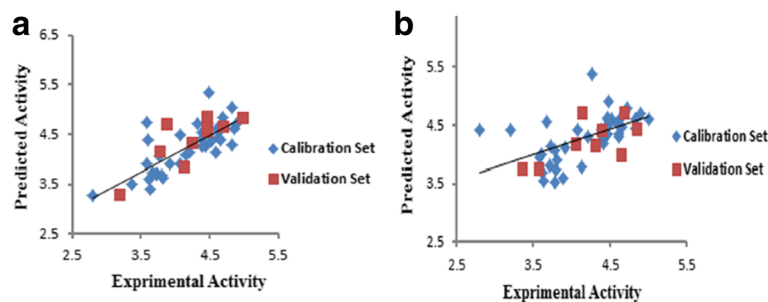 a
6.5
5.5
4.5
3.5
2.5
2.5 3.5 4.5 5.5
Predicted Activity
Exprimental Activity
Calibration Set
Validation Set
b
5.5
4.5
3.5
2.5
2.5 3.5 4.5 5.5
Predicted Activity
Exprimental Activity
Calibration Set
Validation Set